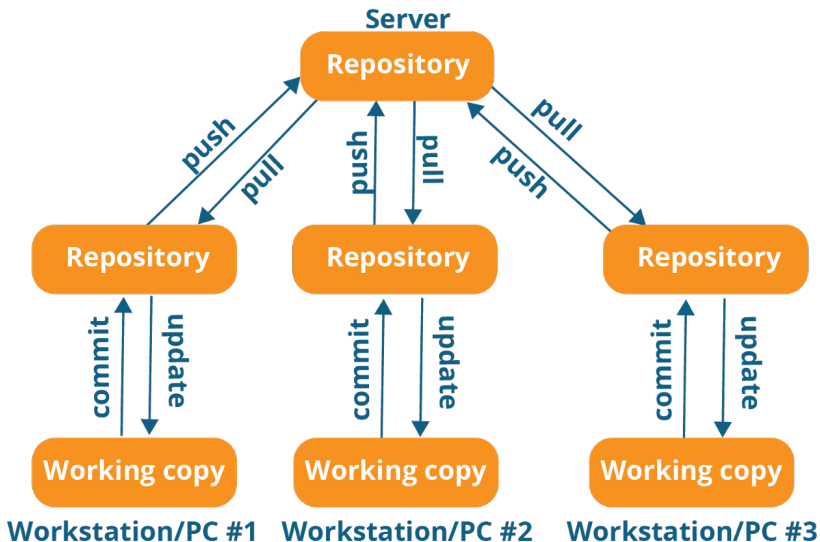 Server
Repository
push
pull
push
pull
push
pull
Repository
Repository
Repository
commit
update
commit
update
commit
update
Working copy
Working copy
Working copy
Workstation/PC #1
Workstation/PC #2
Workstation/PC #3